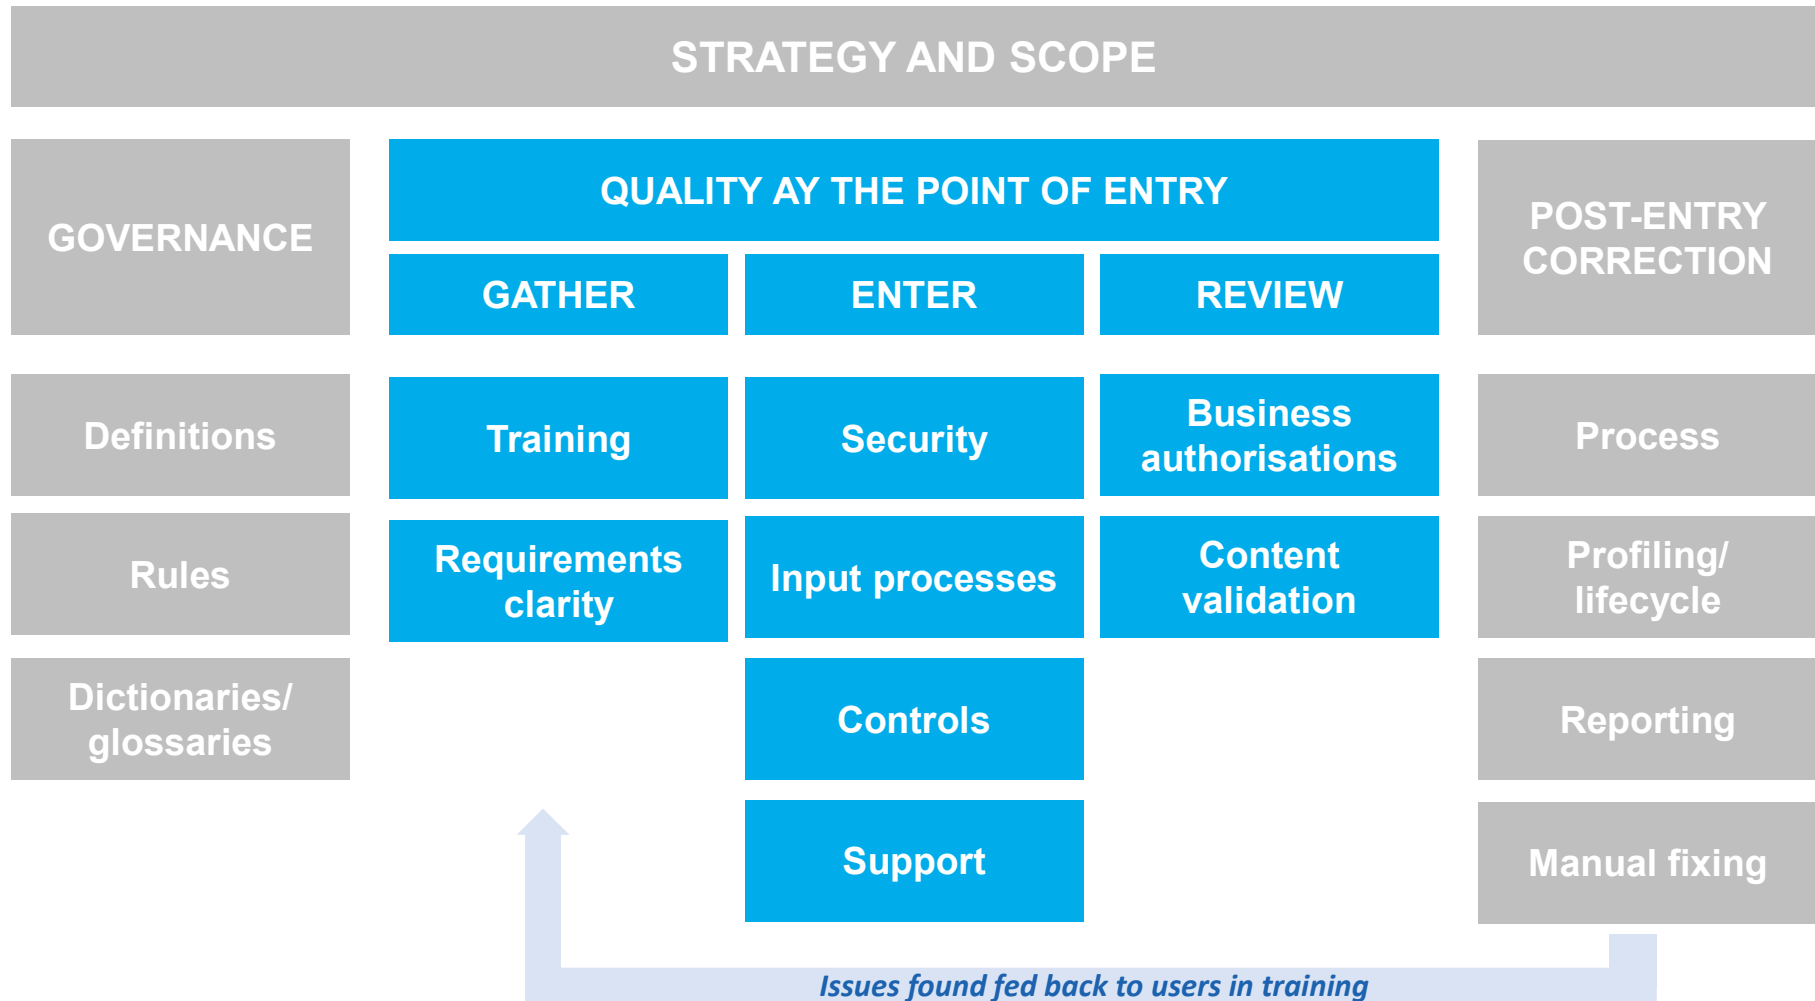 STRATEGY AND SCOPE
GOVERNANCE
Definitions
Rules
Dictionaries/
glossaries
QUALITY AY THE POINT OF ENTRY
GATHER
Training
Requirements
clarity
ENTER
Security
Input processes
Controls
Support
REVIEW
Business
authorisations
Content
validation
POST-ENTRY
CORRECTION
Process
Profiling/
lifecycle
Reporting
Manual fixing
Issues found fed back to users in training